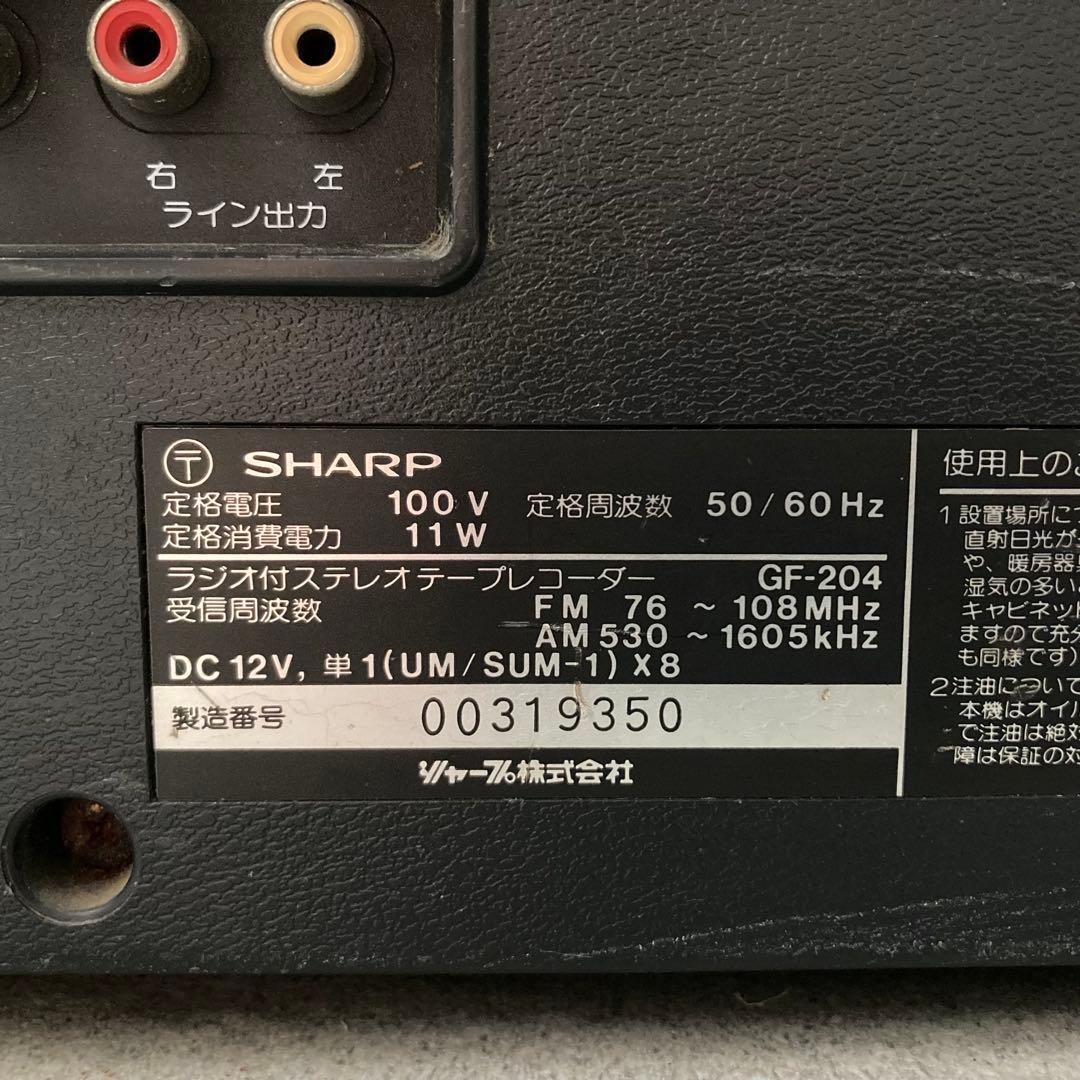 右 左
ライン出力
〒 SHARP
定格電圧 100 V 定格周波数 50 / 60 Hz
定格消費電力 11 W
ラジオ付ステレオテープレコーダー GF-204
受信周波数 FM 76 ~ 108MHz
AM 530 ~ 1605kHz
DC 12V, 単1(UM/SUM-1) X8
製造番号 00319350
シャープ株式会社
使用上の
1 設置場所に
直射日光が
や、暖房器
湿気の多い
キャビネッ
ますので充分
も同様です)
2 注油について
本機はオイ
で注油は絶対
障は保証の対